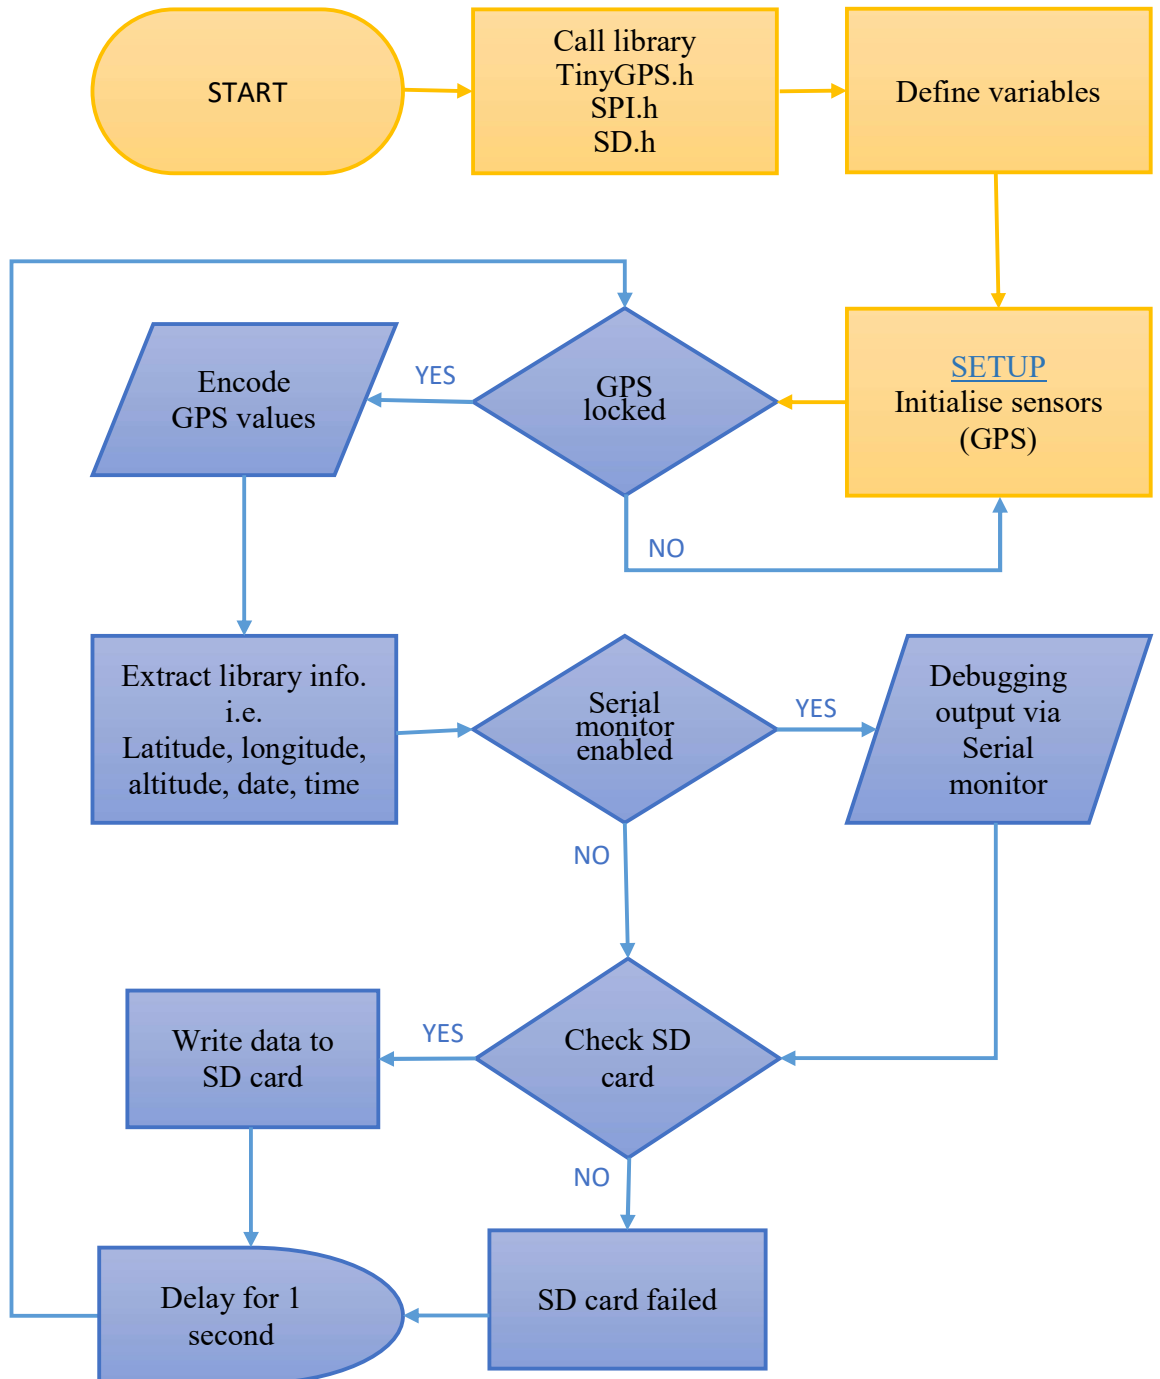 START
Call library
TinyGPS.h
SPI.h
SD.h
Define variables
SETUP
Initialise sensors
(GPS)
GPS
locked
YES
NO
Encode
GPS values
Extract library info.
i.e.
Latitude, longitude,
altitude, date, time
Serial
monitor
enabled
YES
NO
Debugging
output via
Serial
monitor
Check SD
card
YES
NO
Write data to
SD card
SD card failed
Delay for 1
second